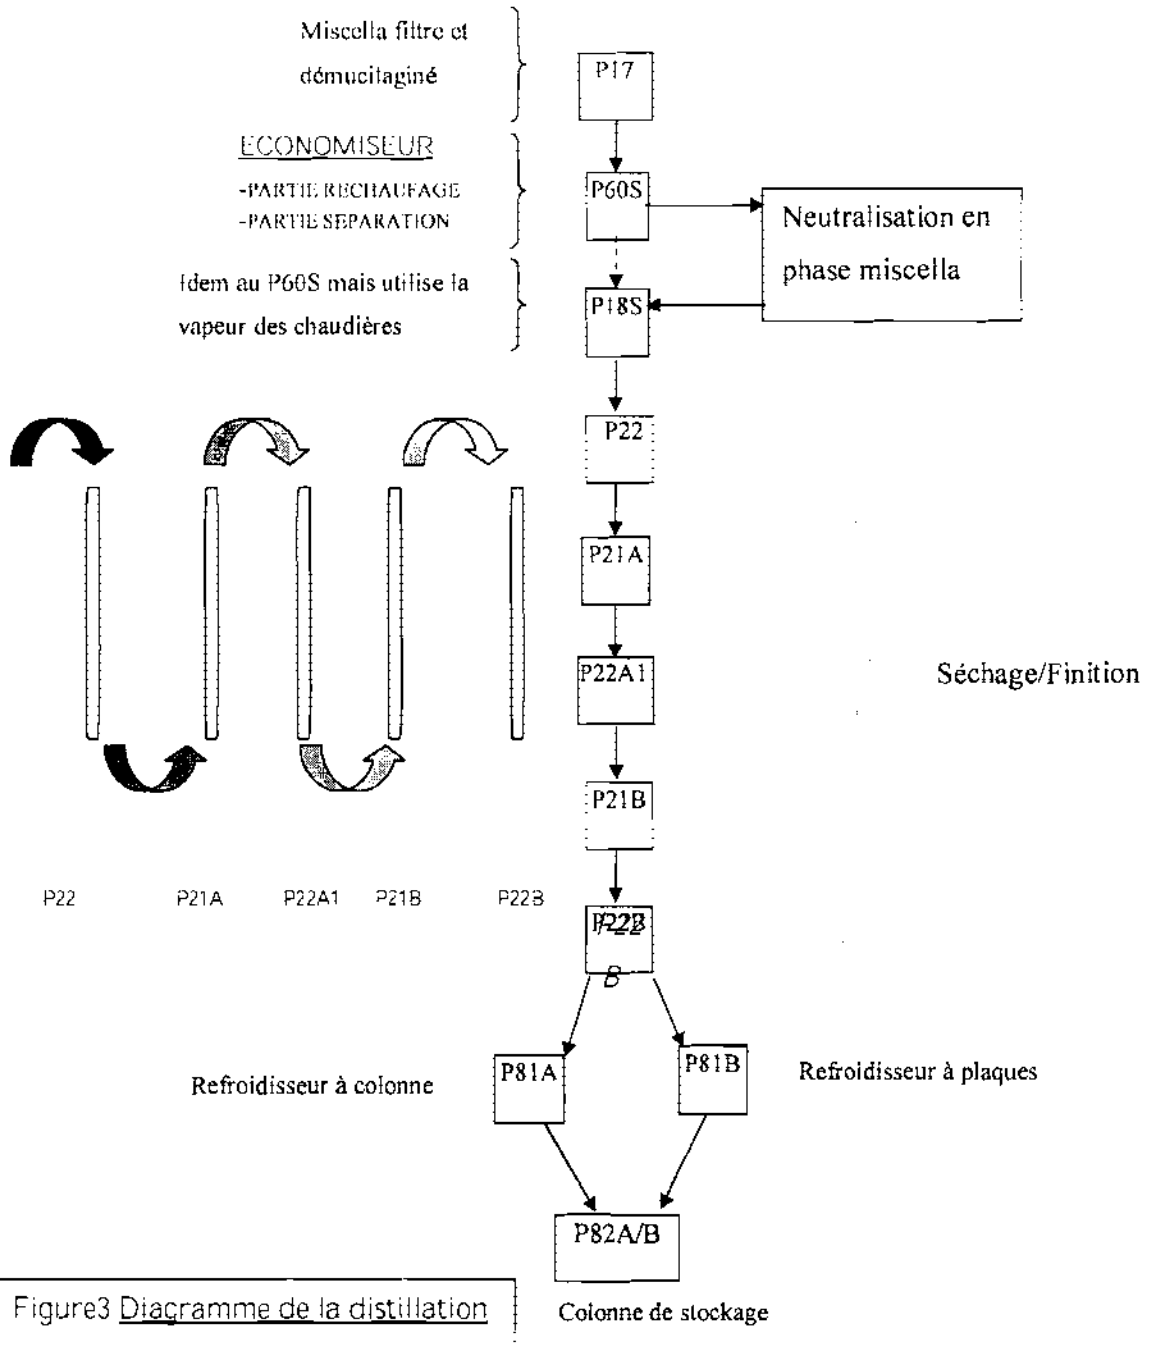 Miscella filtre et
démucilaginé
P17
ECONOMISEUR
-PARTIE RECHAUFAGE
-PARTIE SEPARATION
P60S
Neutralisation en
phase miscella
Idem au P60S mais utilise la
vapeur des chaudières
P18S
P22
P21A
P22A1
Séchage/Finition
P21B
P22 P21A P22A1 P21B P22B
P22B
B
P81A
P81B
Refroidisseur à colonne
Refroidisseur à plaques
P82A/B
Figure3 Diagramme de la distillation
Colonne de stockage